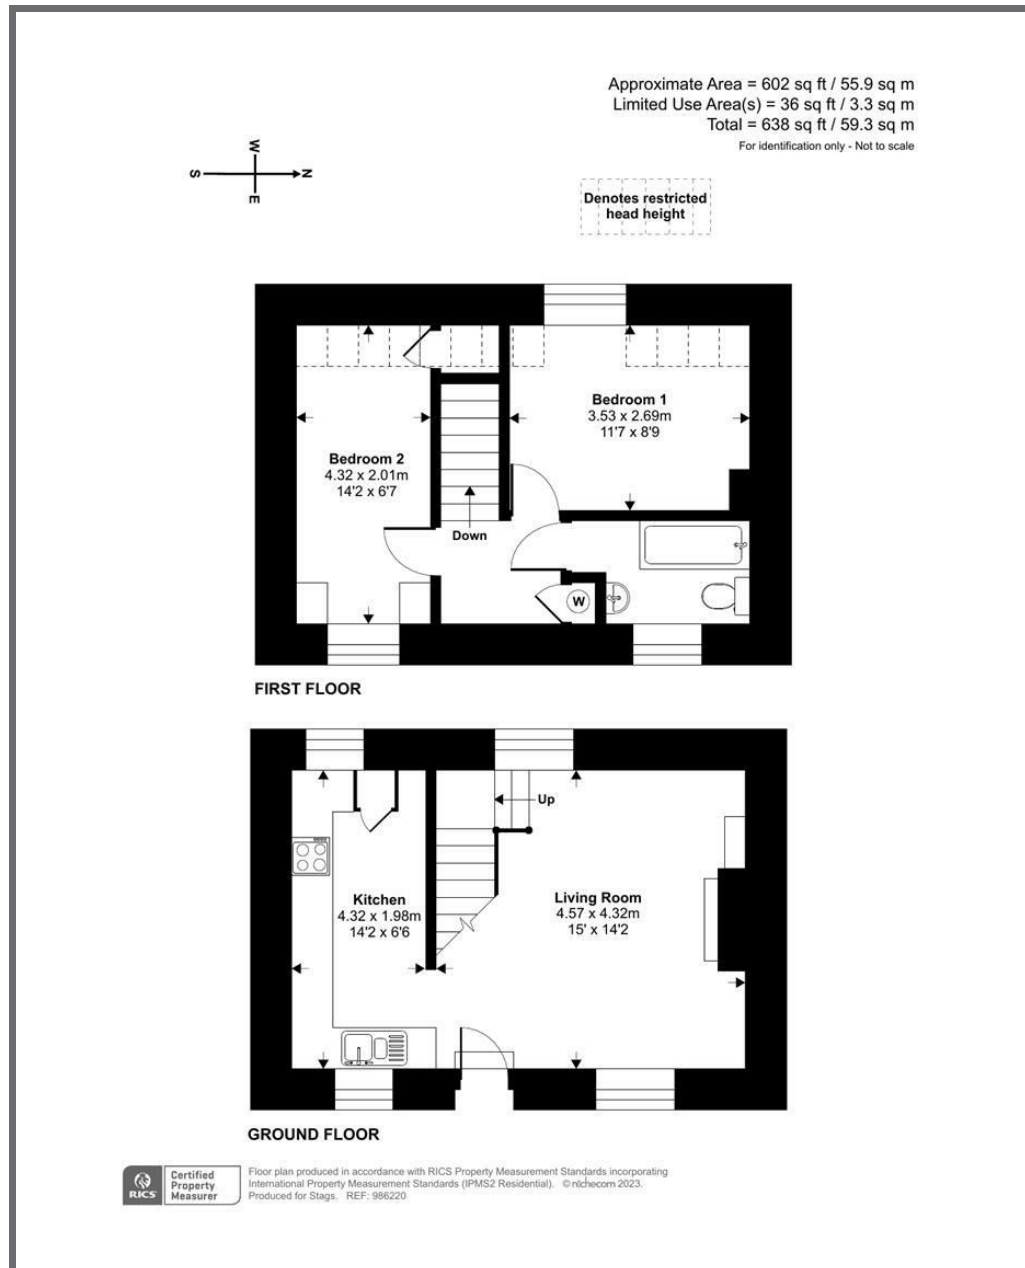 Approximate Area = 602 sq ft / 55.9 sq m
Limited Use Area(s) = 36 sq ft / 3.3 sq m
Total = 638 sq ft / 59.3 sq m
For identification only - Not to scale
W
S
N
E
Denotes restricted
head height
Bedroom 1
3.53 x 2.69m
11'7 x 8'9
Bedroom 2
4.32 x 2.01m
14'2 x 6'7
Down
W
FIRST FLOOR
Up
Kitchen
4.32 x 1.98m
14'2 x 6'6
Living Room
4.57 x 4.32m
15' x 14'2
GROUND FLOOR
RICS
Certified
Property
Measurer
Floor plan produced in accordance with RICS Property Measurement Standards incorporating
International Property Measurement Standards (IPMS2 Residential). © nichecom 2023.
Produced for Stags. REF: 986220